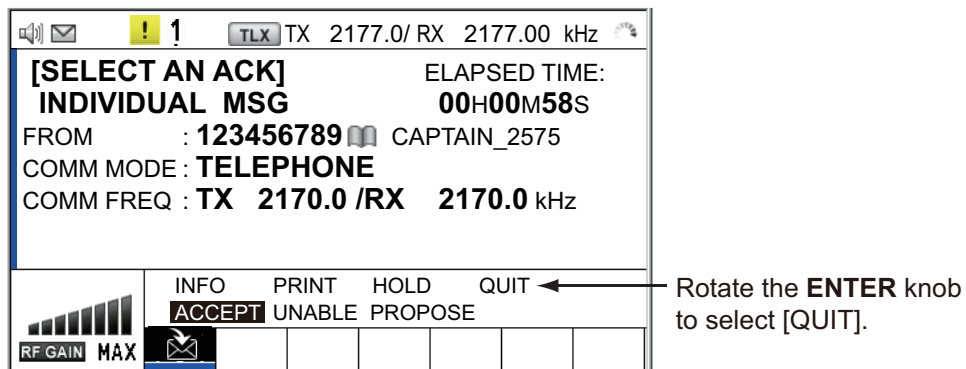 ! 1 TLX TX 2177.0/ RX 2177.00 kHz
[SELECT AN ACK] ELAPSED TIME:
INDIVIDUAL MSG 00H00M58S
FROM : 123456789 CAPTAIN_2575
COMM MODE : TELEPHONE
COMM FREQ : TX 2170.0 /RX 2170.0 kHz
INFO PRINT HOLD QUIT
ACCEPT UNABLE PROPOSE
RF GAIN MAX
Rotate the ENTER knob
to select [QUIT].